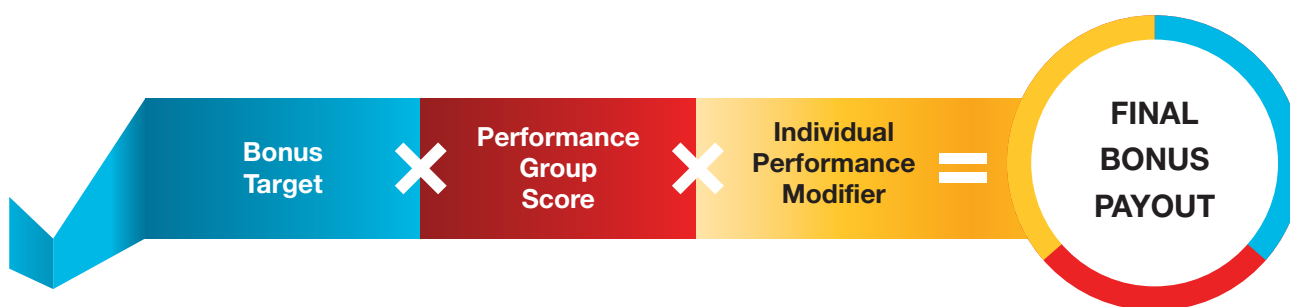 Bonus
Target
×
Performance
Group
Score
×
Individual
Performance
Modifier
=
FINAL
BONUS
PAYOUT